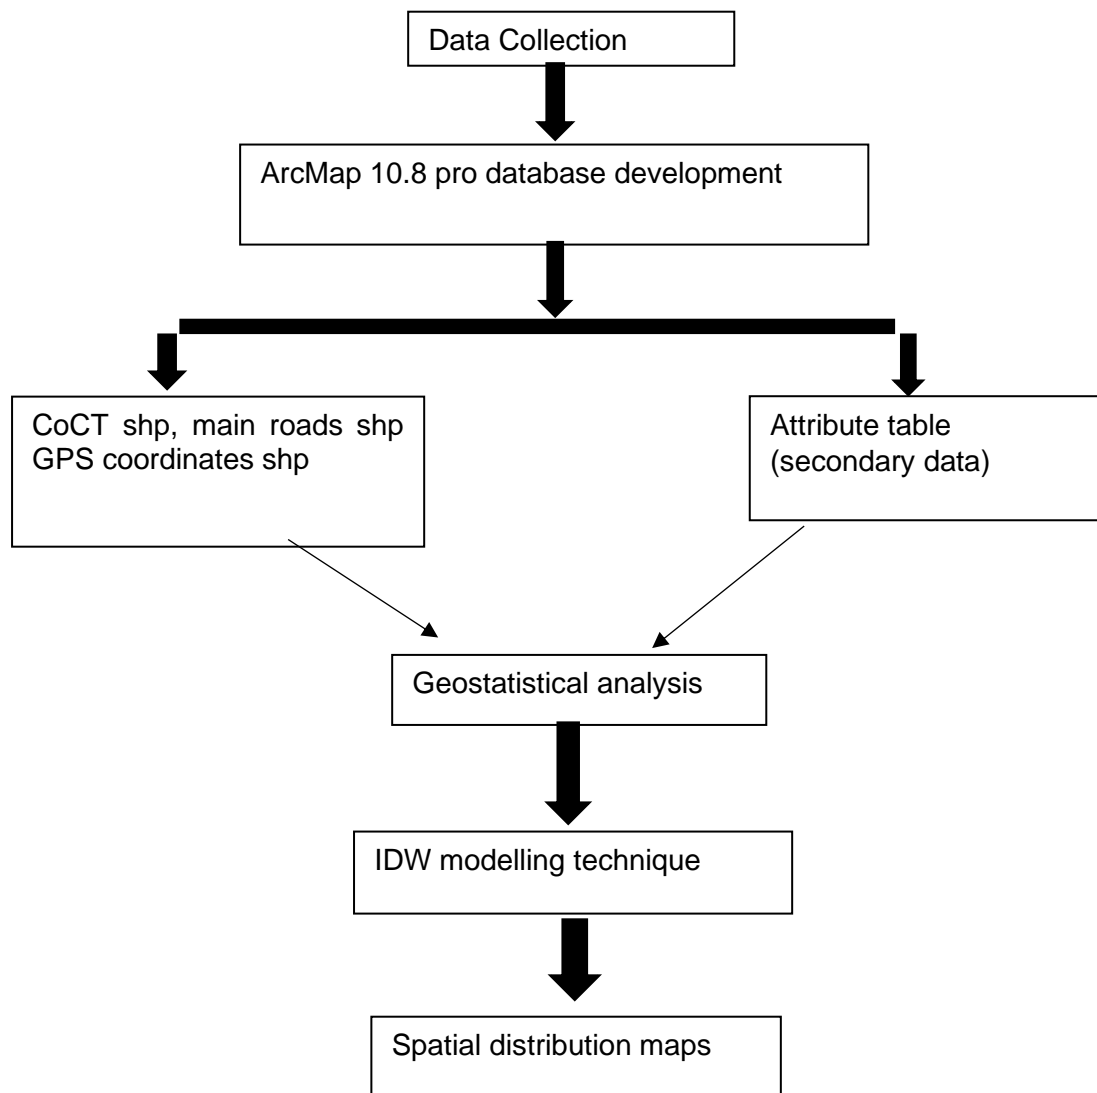 Data Collection
ArcMap 10.8 pro database development
CoCT shp, main roads shp
GPS coordinates shp
Attribute table
(secondary data)
Geostatistical analysis
IDW modelling technique
Spatial distribution maps